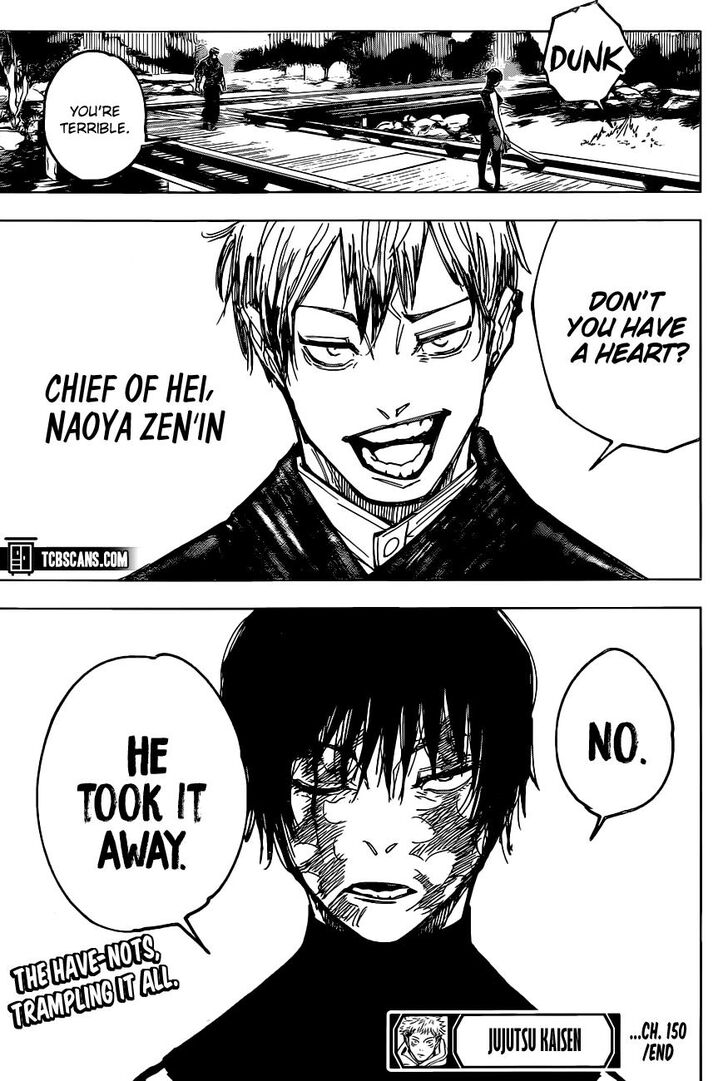 DUNK
YOU'RE
TERRIBLE.
DON'T
YOU HAVE
A HEART?
CHIEF OF HEI,
NAOYA ZEN'IN
TCBSCANS.COM
NO.
HE
TOOK IT
AWAY.
THE HAVE-NOTS,
TRAMPLING IT ALL.
JUJUTSU KAISEN
...CH. 150
/END